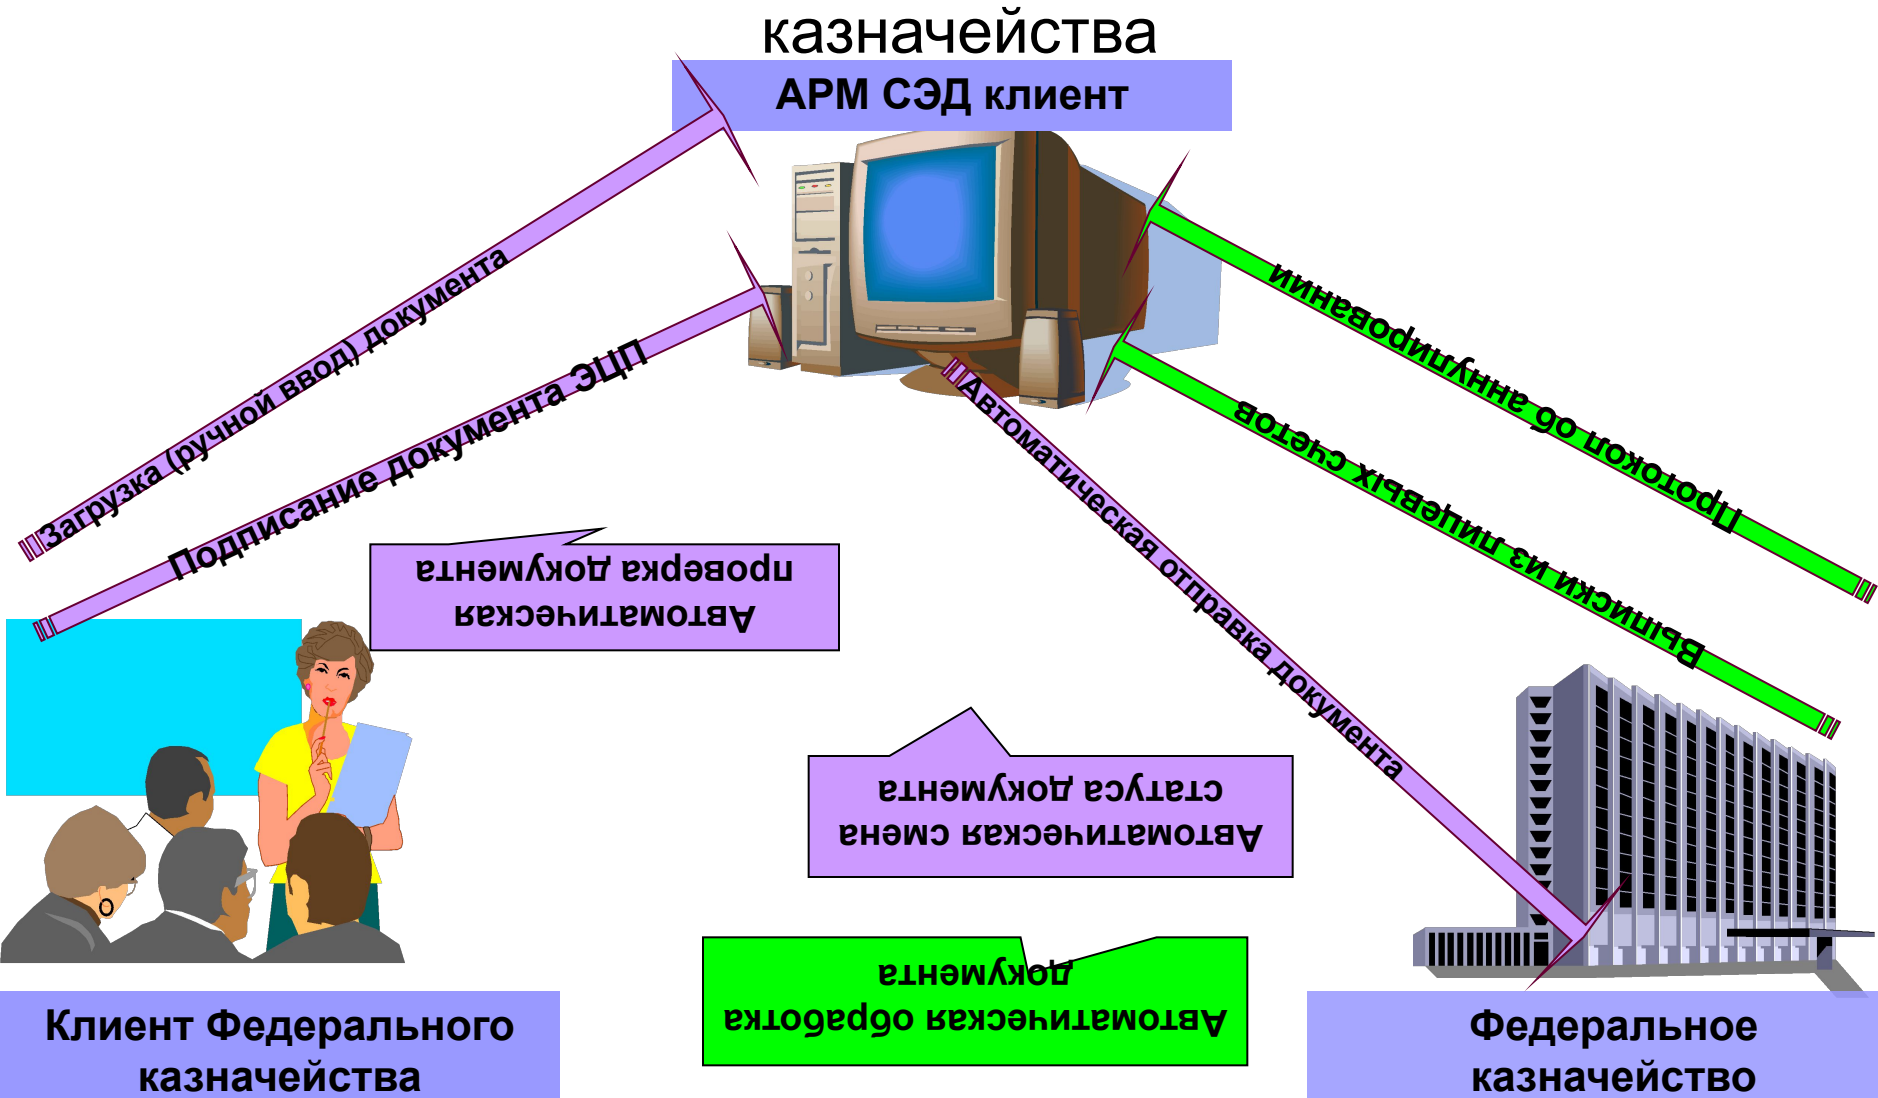 казначейства
АРМ СЭД клиент
Загрузка (ручной ввод) документа
Подписание документа ЭЦП
Протокол об аннулировании
Выписки из лицевых счетов
Автоматическая отправка документа
Автоматическая
проверка документа
Автоматическая смена
статуса документа
Автоматическая обработка
документа
Клиент Федерального
казначейства
Федеральное
казначейство